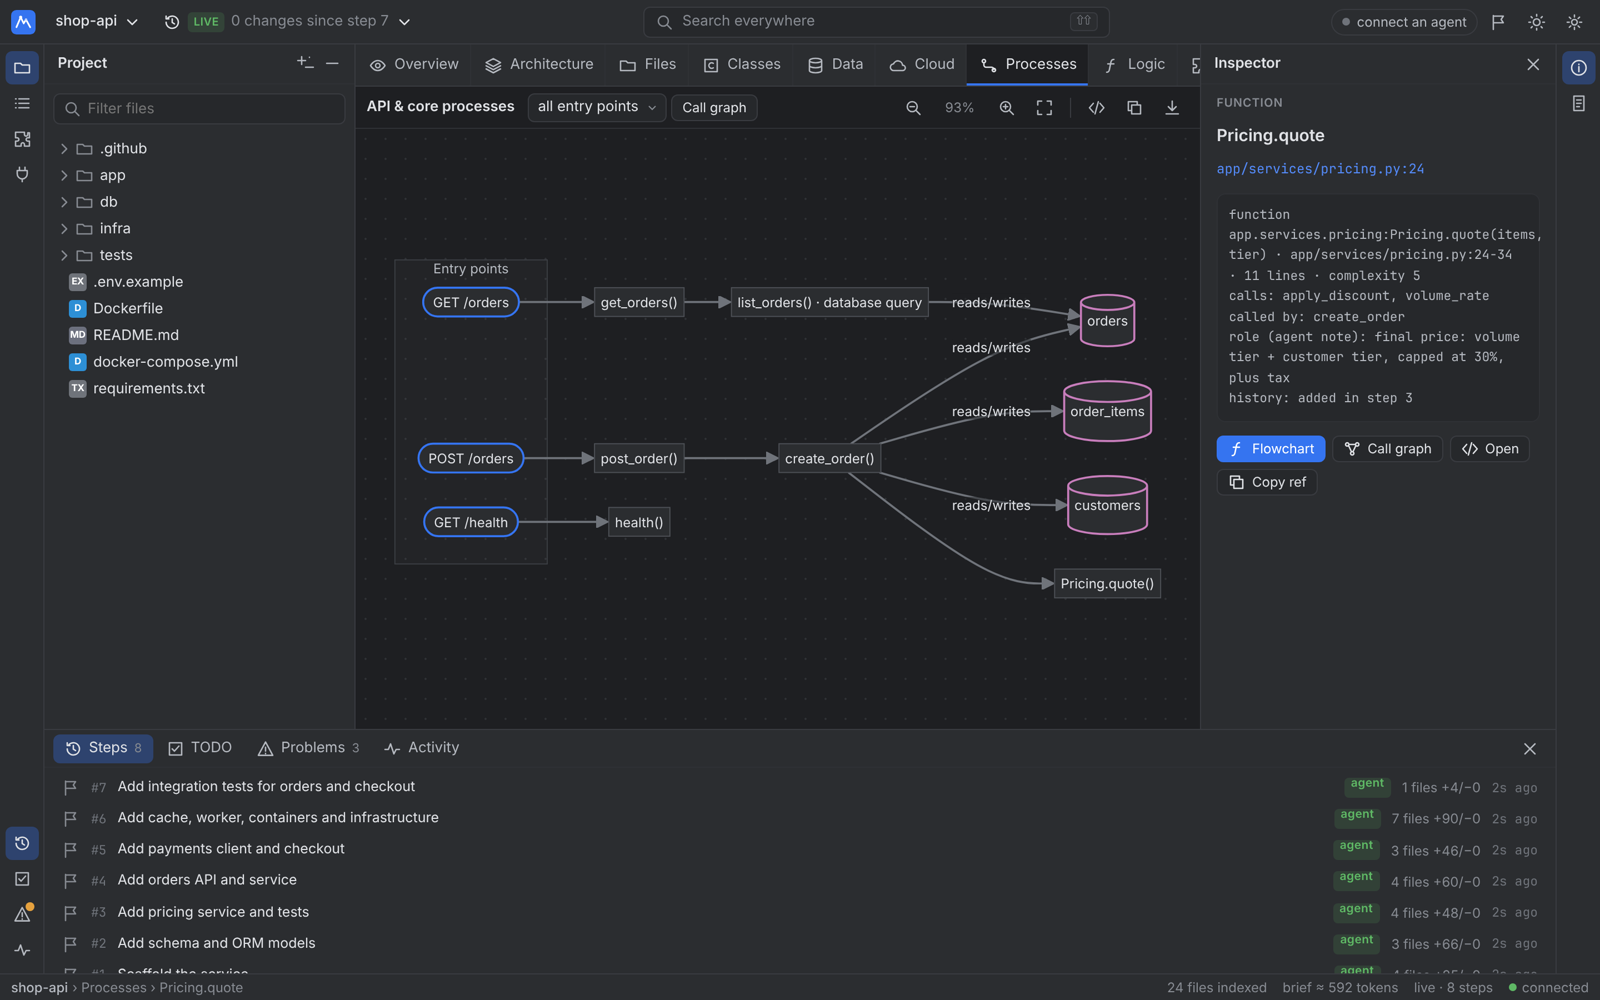 shop-api
LIVE 0 changes since step 7
Search everywhere
connect an agent
Project
Filter files
.github
app
db
infra
tests
EX .env.example
D Dockerfile
MD README.md
D docker-compose.yml
TX requirements.txt
Overview
Architecture
Files
Classes
Data
Cloud
Processes
Logic
API & core processes
all entry points
Call graph
93%
Entry points
GET /orders
get_orders()
list_orders() · database query
reads/writes
orders
reads/writes
reads/writes
order_items
POST /orders
post_order()
create_order()
reads/writes
customers
GET /health
health()
Pricing.quote()
Inspector
FUNCTION
Pricing.quote
app/services/pricing.py:24
function
app.services.pricing:Pricing.quote(items,
tier) · app/services/pricing.py:24-34
· 11 lines · complexity 5
calls: apply_discount, volume_rate
called by: create_order
role (agent note): final price: volume
tier + customer tier, capped at 30%,
plus tax
history: added in step 3
Flowchart
Call graph
Open
Copy ref
Steps 8
TODO
Problems 3
Activity
#7 Add integration tests for orders and checkout agent 1 files +4/−0 2s ago
#6 Add cache, worker, containers and infrastructure agent 7 files +90/−0 2s ago
#5 Add payments client and checkout agent 3 files +46/−0 2s ago
#4 Add orders API and service agent 4 files +60/−0 2s ago
#3 Add pricing service and tests agent 4 files +48/−0 2s ago
#2 Add schema and ORM models agent 3 files +66/−0 2s ago
#1 Scaffold the service agent
shop-api › Processes › Pricing.quote
24 files indexed
brief ≈ 592 tokens
live · 8 steps
connected